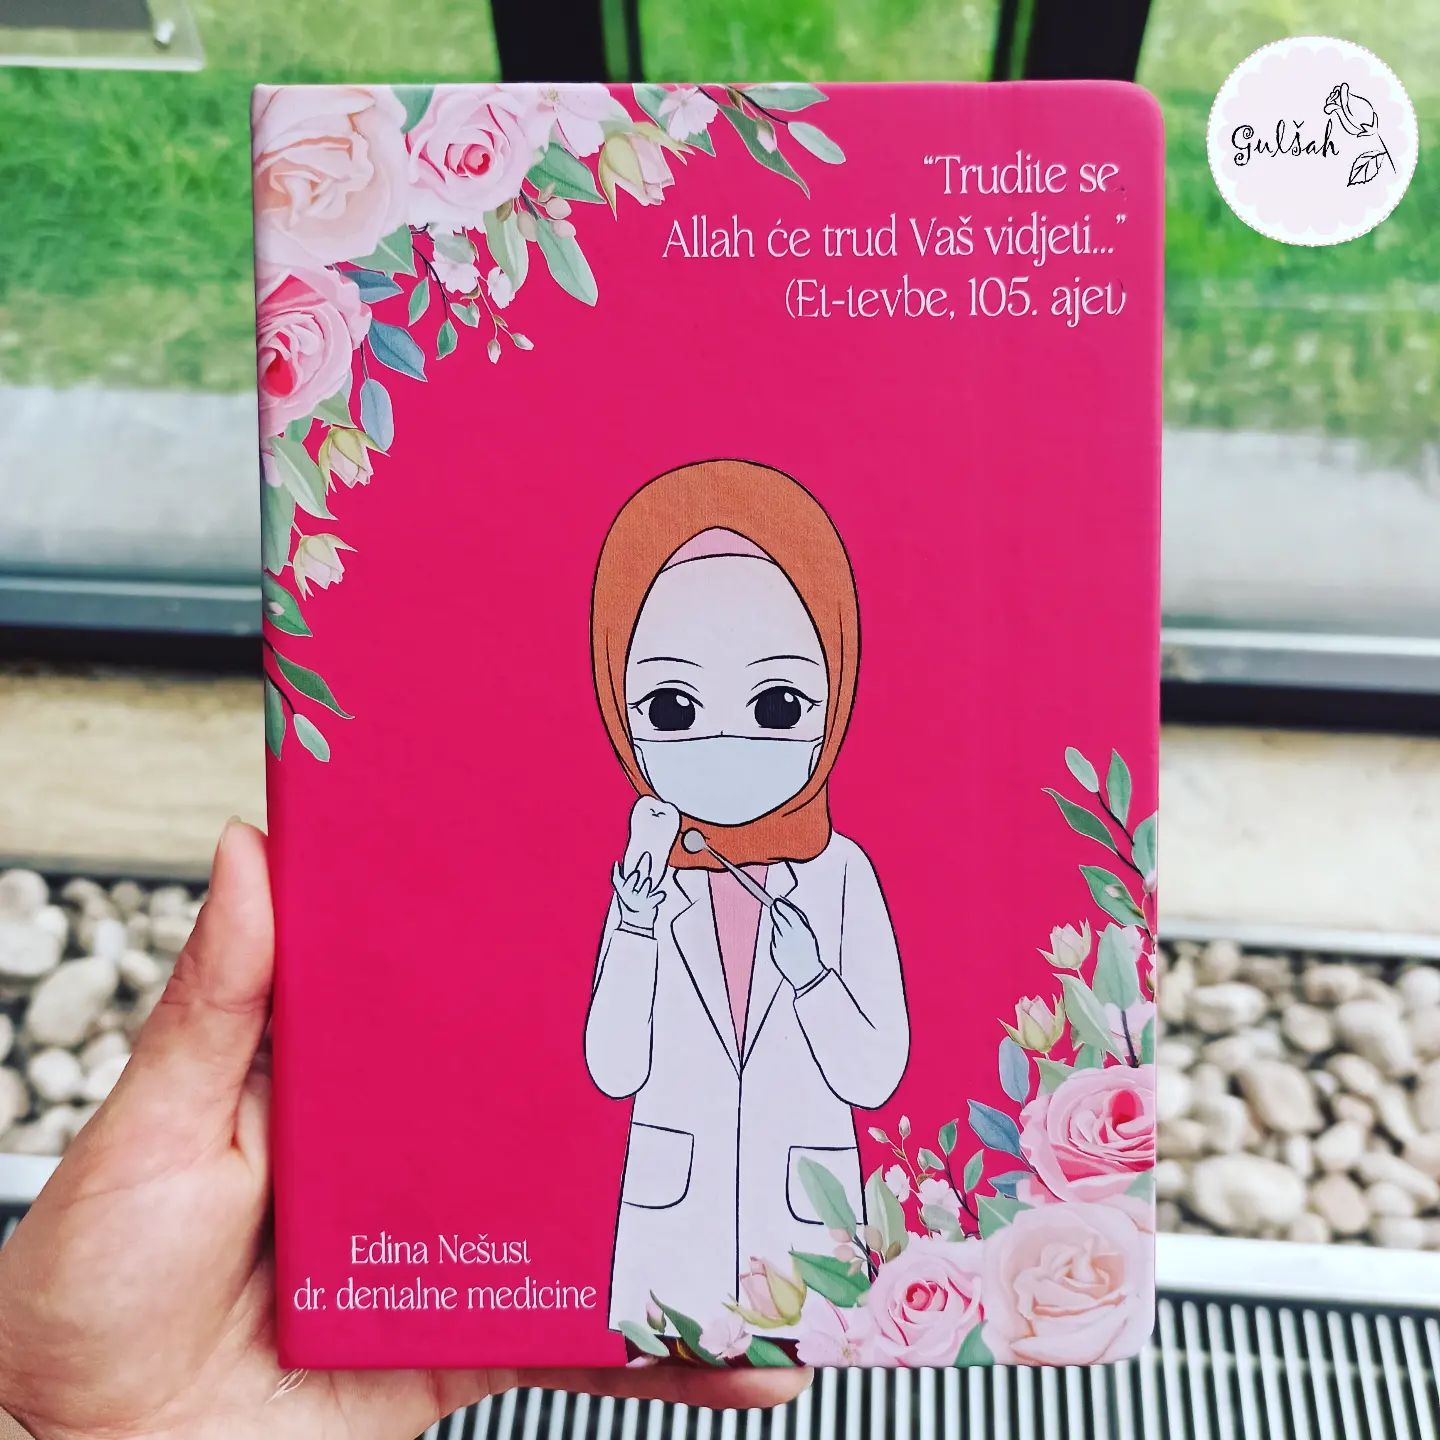 Gulšah
“Trudite se,
Allah će trud Vaš vidjeti...”
(Et-tevbe, 105. ajet)
Edina Nešust
dr. dentalne medicine